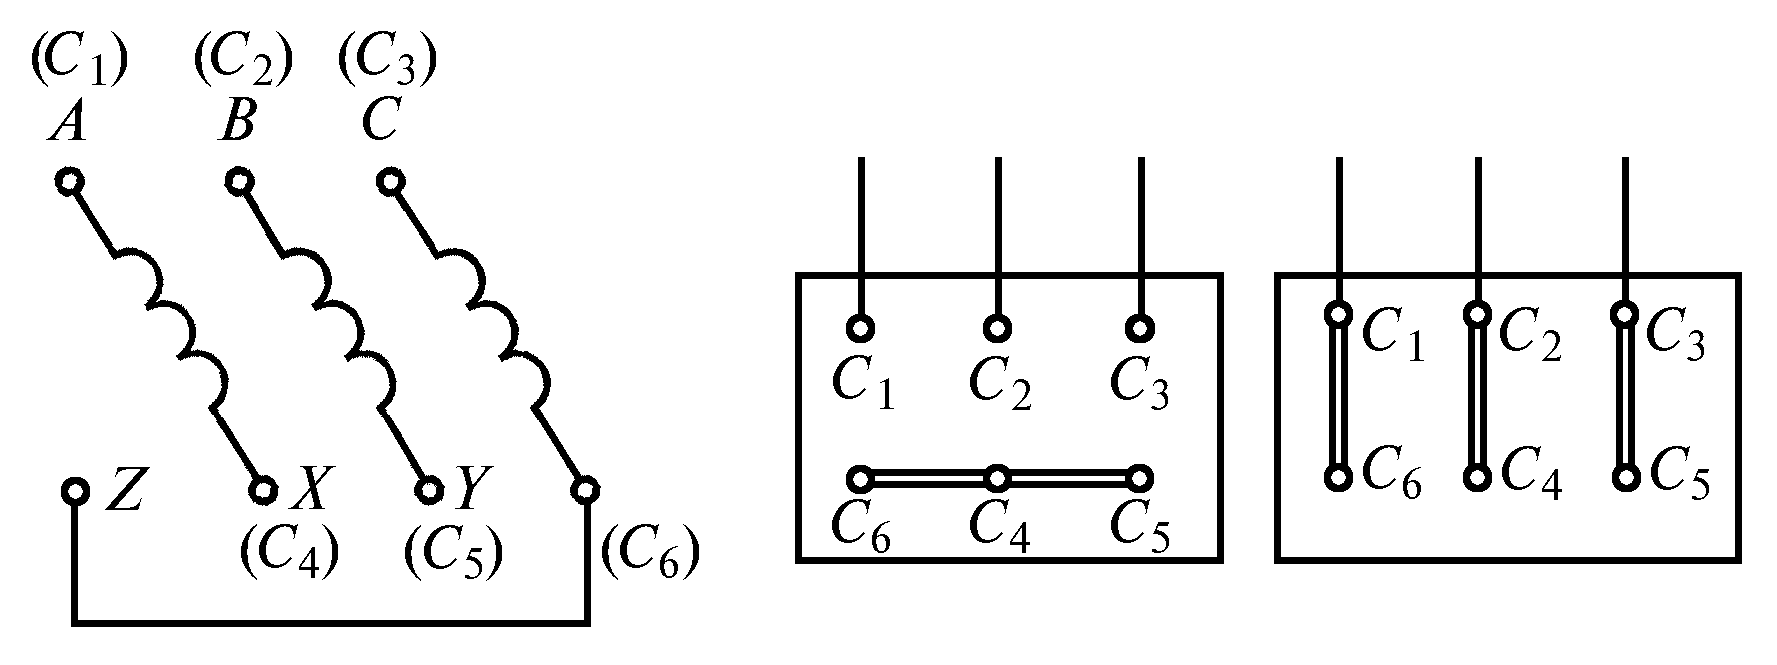 (C1) (C2) (C3)
A B C
Z X Y
(C4) (C5) (C6)
C1 C2 C3
C6 C4 C5
C1 C2 C3
C6 C4 C5